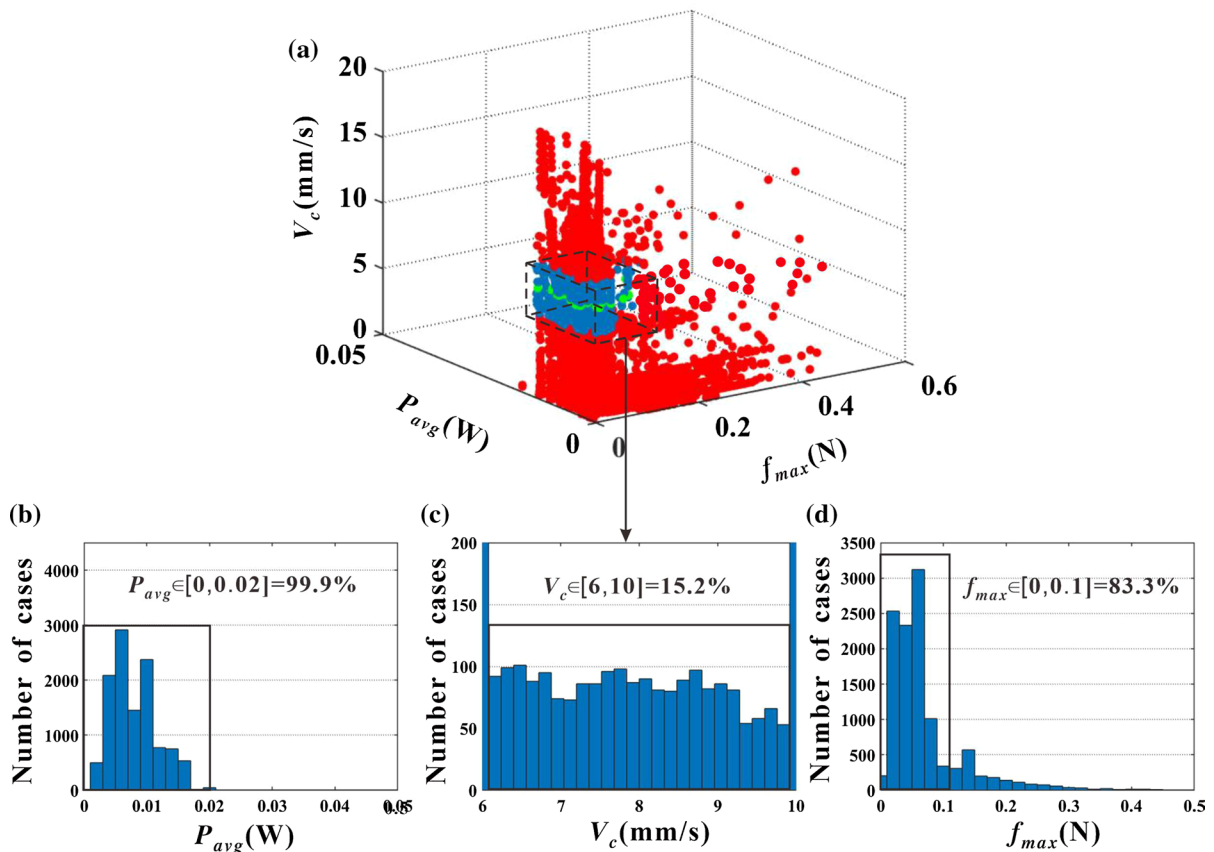 (a)
20
15
10
5
0
V_c(mm/s)
0.05
0
P_avg(W)
0
0.2
0.4
0.6
f_max(N)
(b)
4000
3000
2000
1000
0
Number of cases
P_avg∈[0,0.02]=99.9%
0
0.01
0.02
0.03
0.04
0.05
P_avg(W)
(c)
200
150
100
50
0
Number of cases
V_c∈[6,10]=15.2%
6
7
8
9
10
V_c(mm/s)
(d)
3500
3000
2500
2000
1500
1000
500
0
Number of cases
f_max∈[0,0.1]=83.3%
0
0.1
0.2
0.3
0.4
0.5
f_max(N)